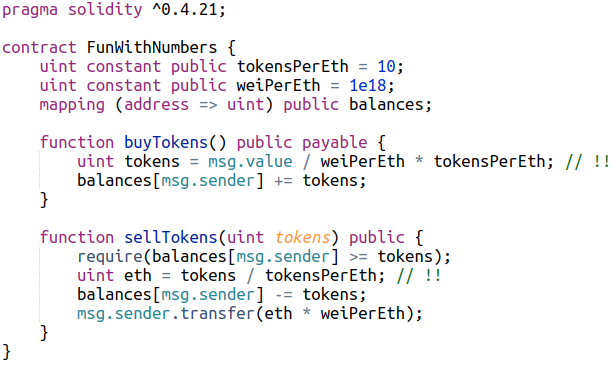 pragma solidity ^0.4.21;
contract FunWithNumbers {
uint constant public tokensPerEth = 10;
uint constant public weiPerEth = 1e18;
mapping (address => uint) public balances;
function buyTokens() public payable {
uint tokens = msg.value / weiPerEth * tokensPerEth; // !!
balances[msg.sender] += tokens;
}
function sellTokens(uint tokens) public {
require(balances[msg.sender] >= tokens);
uint eth = tokens / tokensPerEth; // !!
balances[msg.sender] -= tokens;
msg.sender.transfer(eth * weiPerEth);
}
}